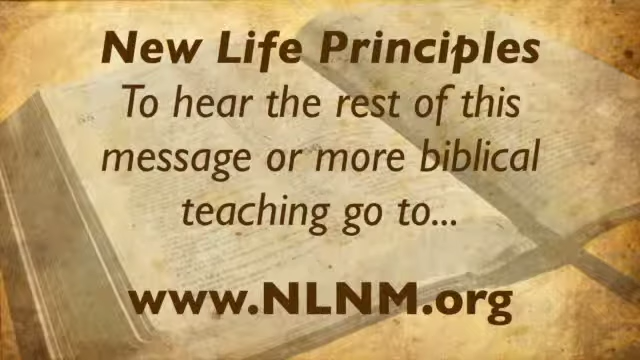 New Life Principles
To hear the rest of this
message or more biblical
teaching go to...
www.NLNM.org